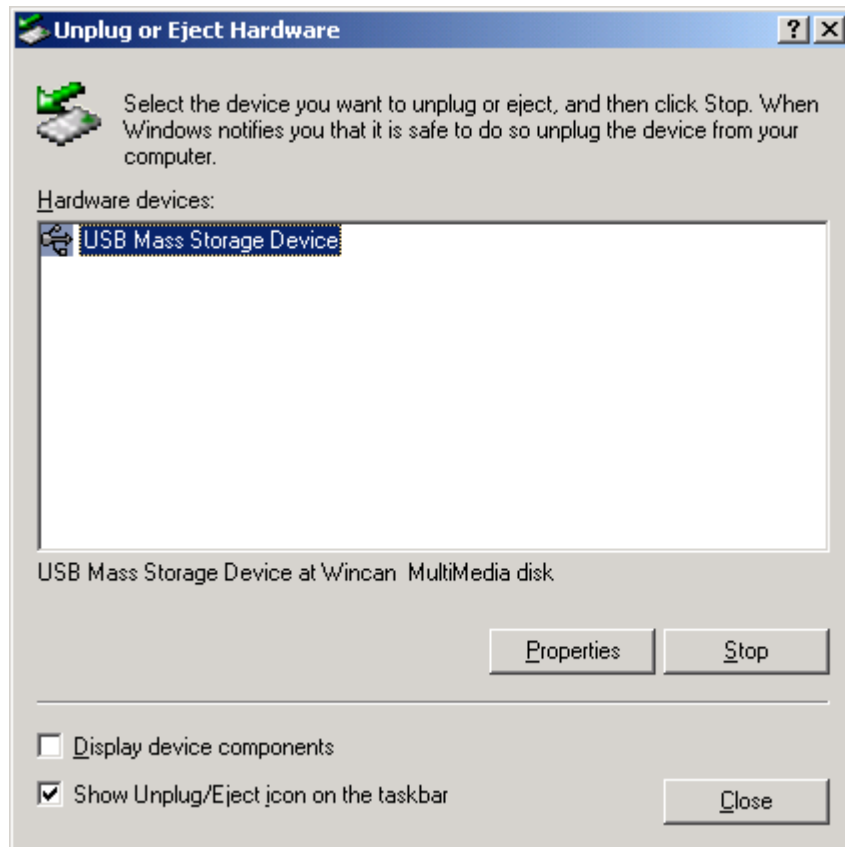 Unplug or Eject Hardware
Select the device you want to unplug or eject, and then click Stop. When
Windows notifies you that it is safe to do so unplug the device from your
computer.
Hardware devices:
USB Mass Storage Device
USB Mass Storage Device at Wincan  MultiMedia disk
Properties Stop
Display device components
Show Unplug/Eject icon on the taskbar
Close